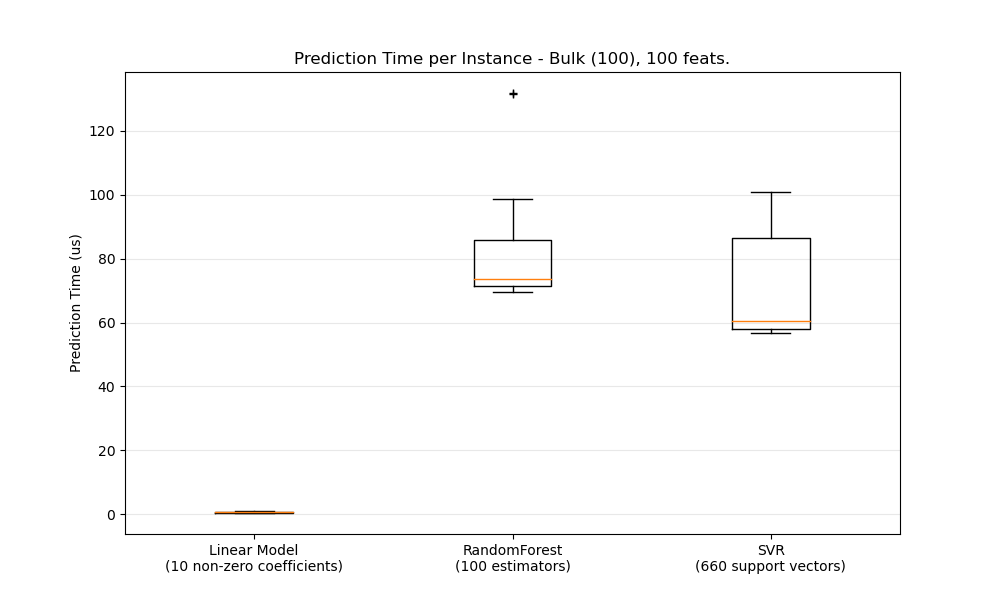 Prediction Time per Instance - Bulk (100), 100 feats.
Prediction Time (us)
120
100
80
60
40
20
0
Linear Model
(10 non-zero coefficients)
RandomForest
(100 estimators)
SVR
(660 support vectors)